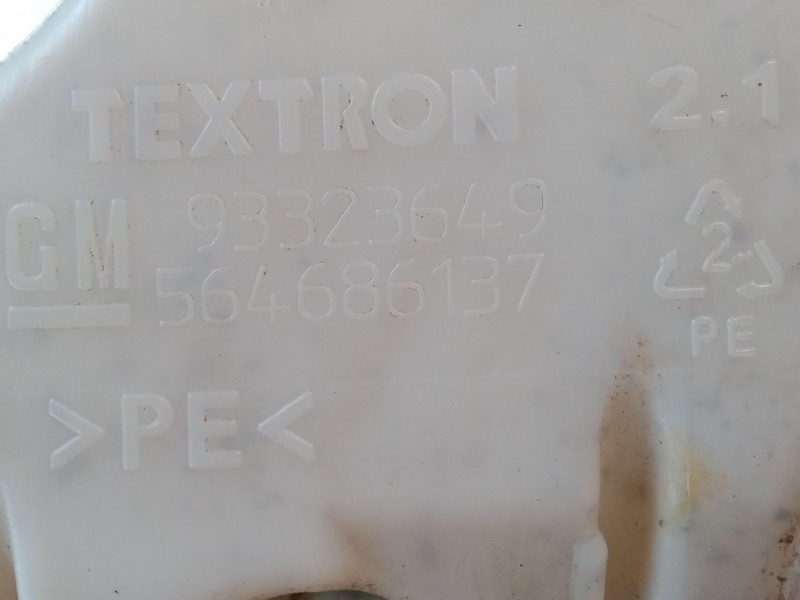 TEXTRON 2.1
GM 93323649
564686137
2
PE
>PE<